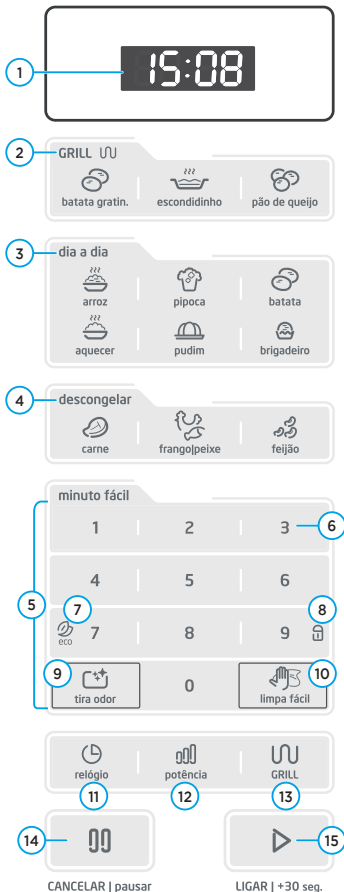 1
15:08
2
GRILL
batata gratin. escondidinho pão de queijo
3
dia a dia
arroz pipoca batata
aquecer pudim brigadeiro
4
descongelar
carne frango|peixe feijão
minuto fácil
1 2 3 6
4 5 6
5
7 8
eco 7 8 9
9 10
tira odor 0 limpa fácil
relógio potência GRILL
11 12 13
14 15
CANCELAR | pausar LIGAR | +30 seg.